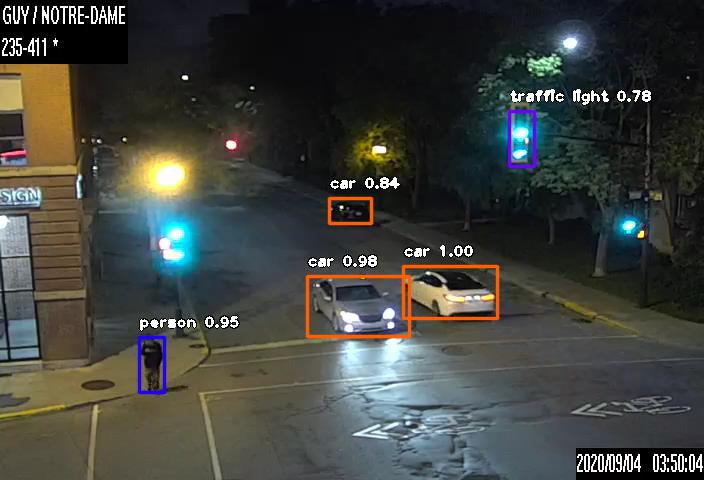 GUY / NOTRE-DAME
235-411 *
traffic light 0.78
car 0.84
SIGN
car 1.00
car 0.98
person 0.95
2020/09/04 03:50:04